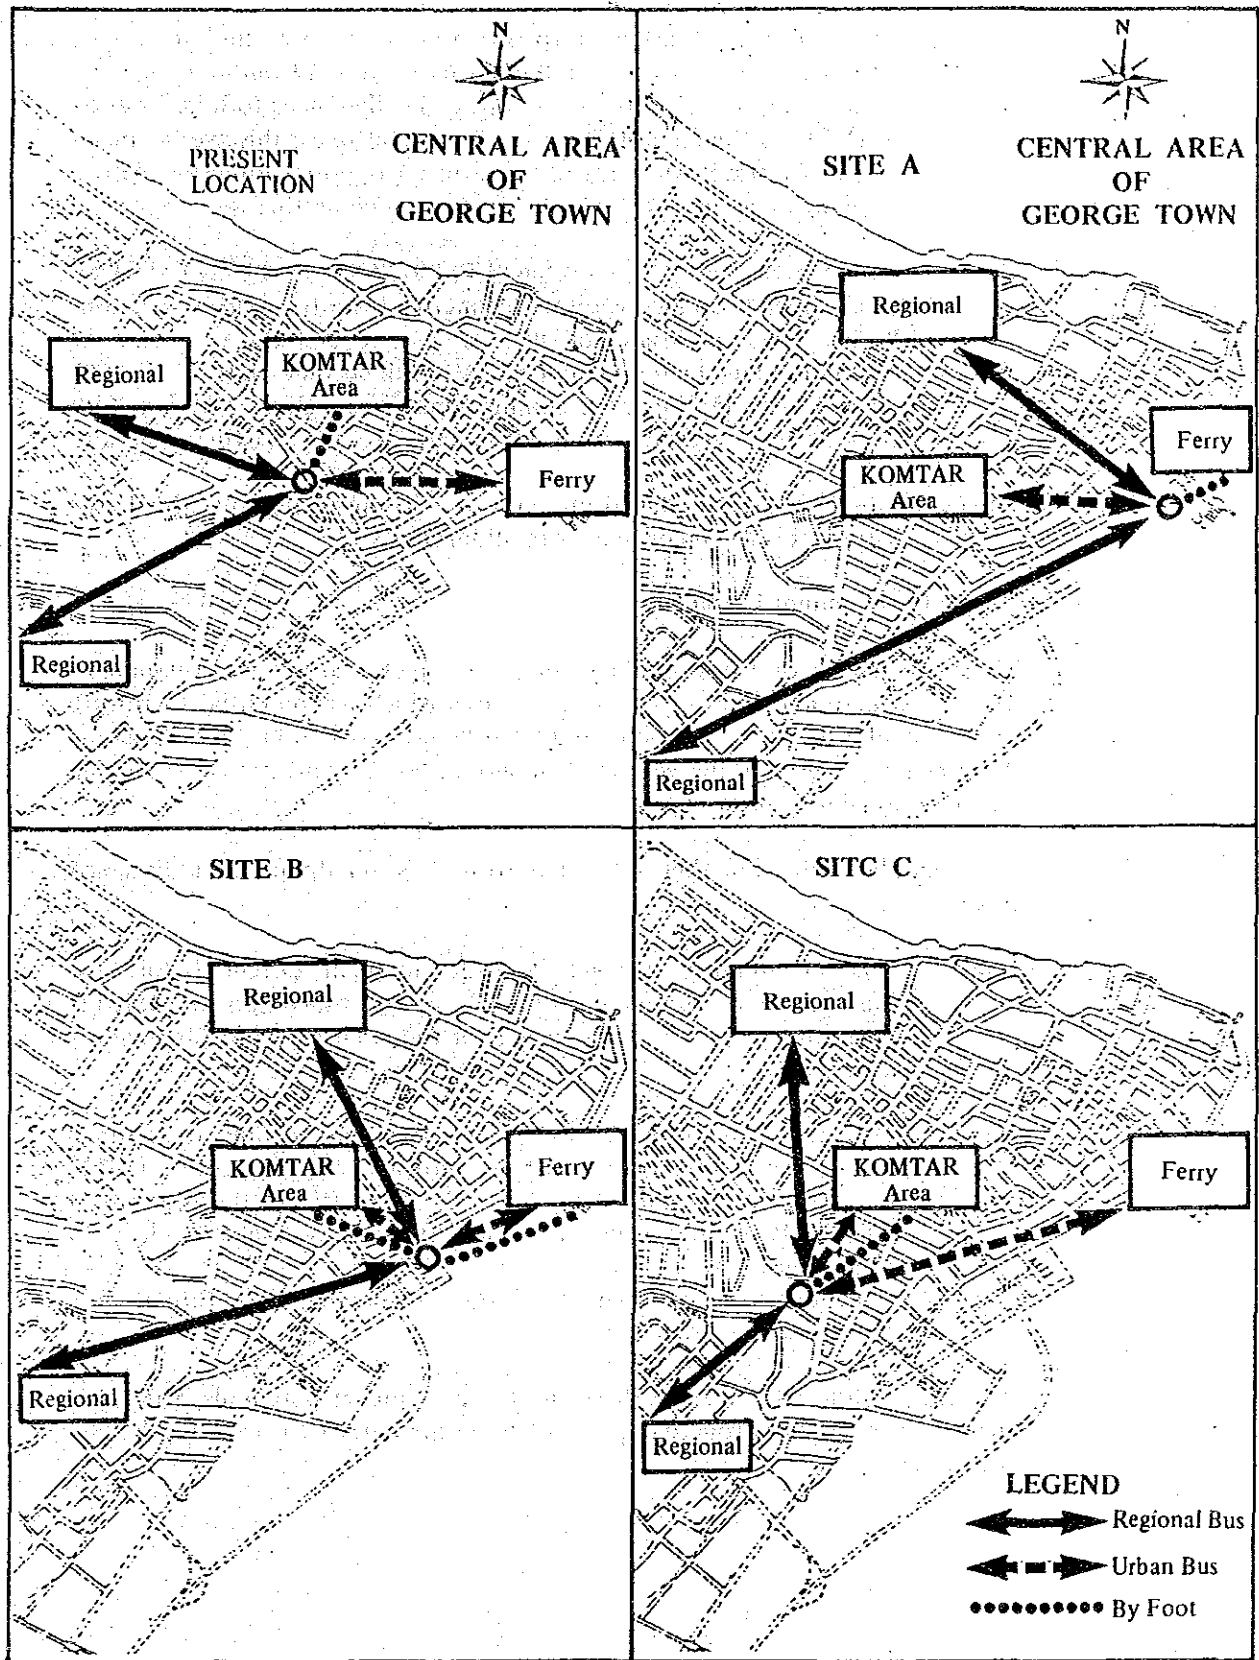 N
PRESENT
LOCATION
CENTRAL AREA
OF
GEORGE TOWN
Regional
KOMTAR
Area
Ferry
Regional
N
SITE A
CENTRAL AREA
OF
GEORGE TOWN
Regional
Ferry
KOMTAR
Area
Regional
SITE B
Regional
KOMTAR
Area
Ferry
Regional
SITC C
Regional
KOMTAR
Area
Ferry
Regional
LEGEND
Regional Bus
Urban Bus
By Foot